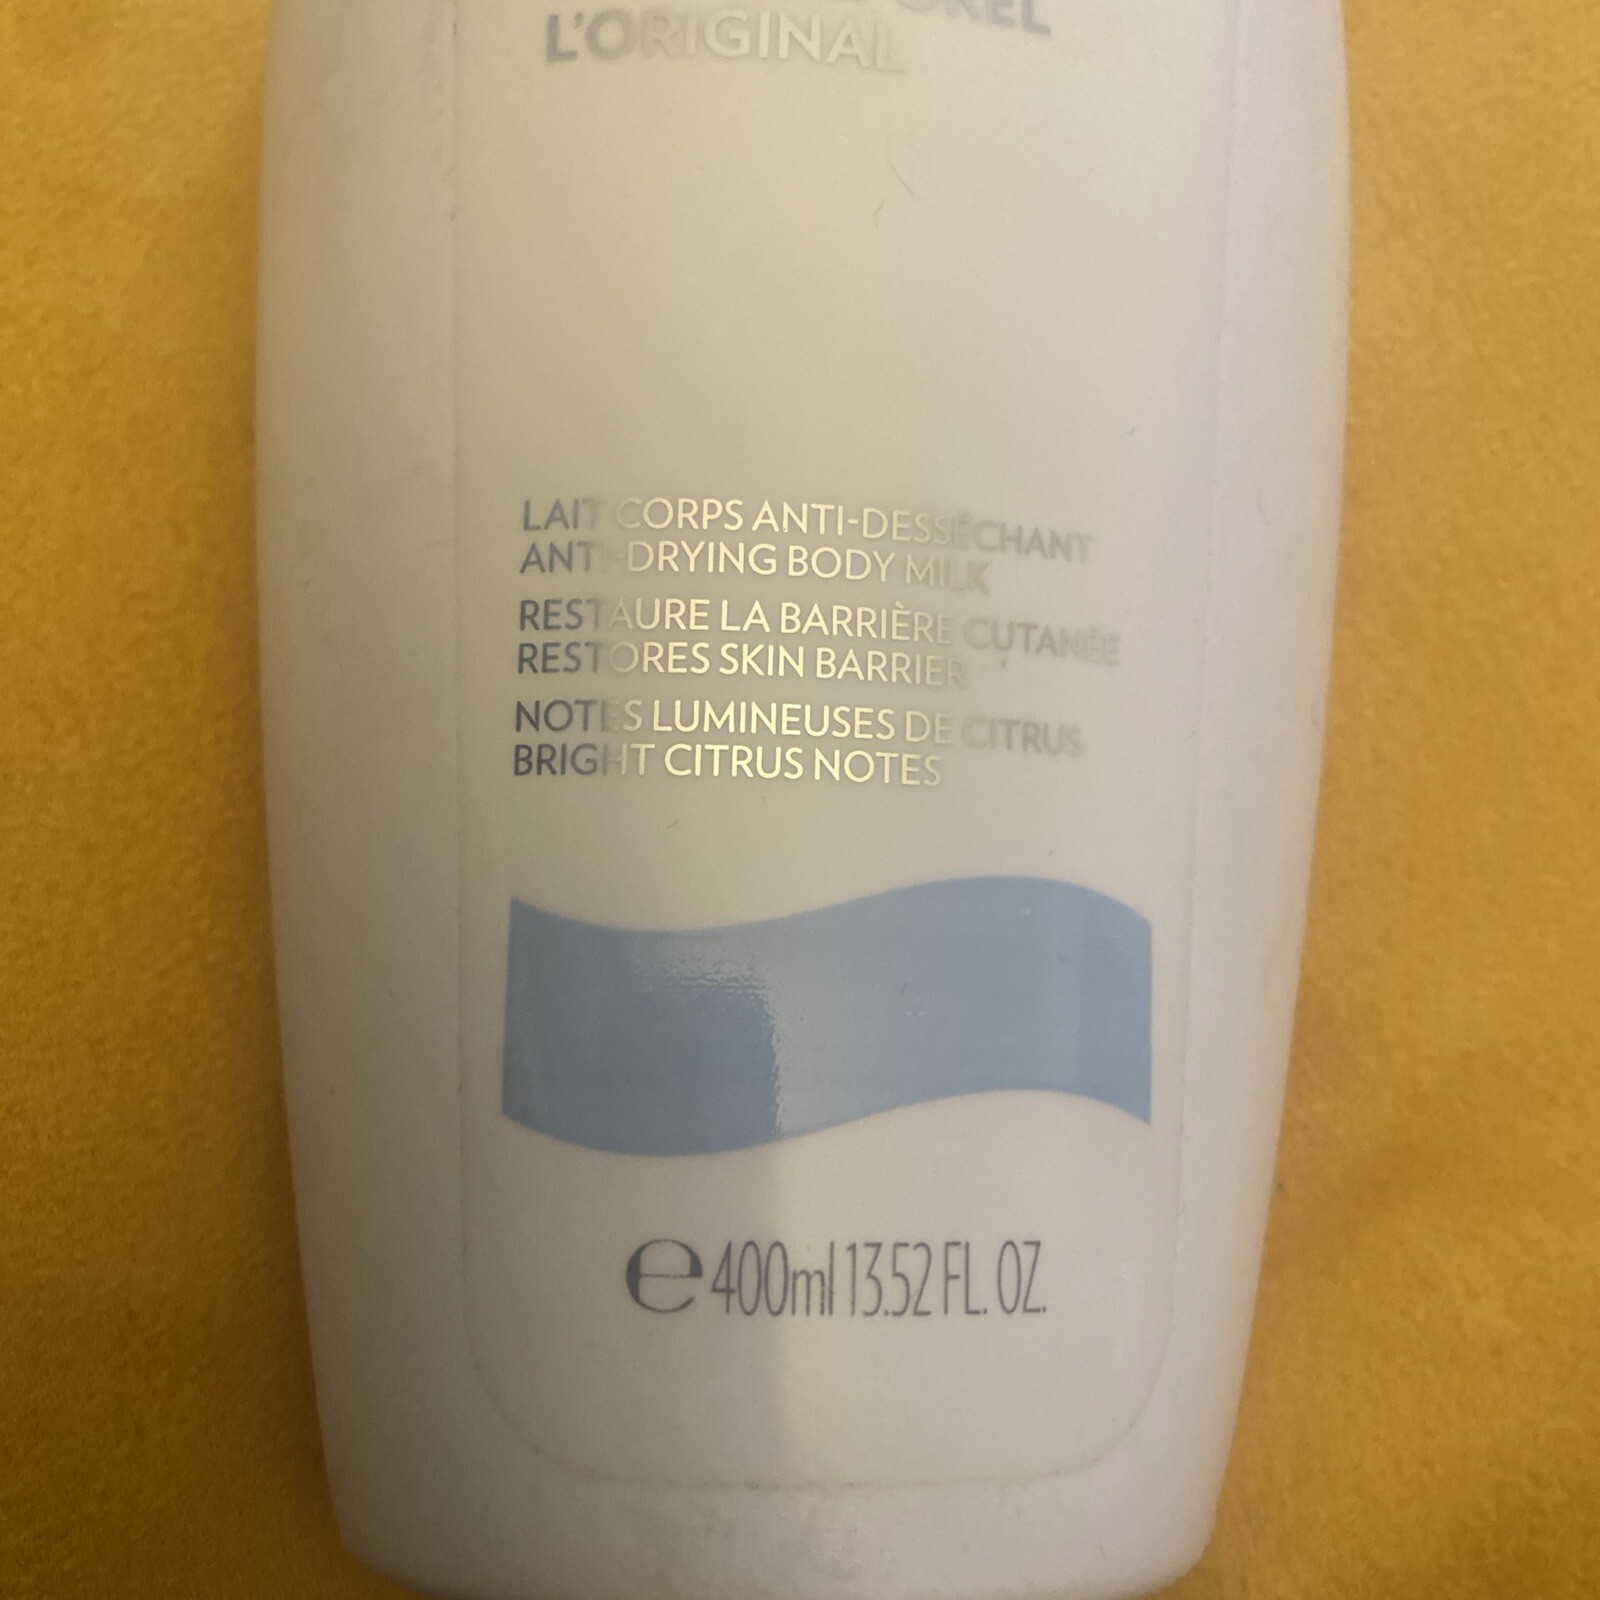 L'ORIGINAL
LAIT CORPS ANTI-DESSÉCHANT
ANTI-DRYING BODY MILK
RESTAURE LA BARRIÈRE CUTANÉE
RESTORES SKIN BARRIER
NOTES LUMINEUSES DE CITRUS
BRIGHT CITRUS NOTES
℮ 400ml 13.52 FL. OZ.